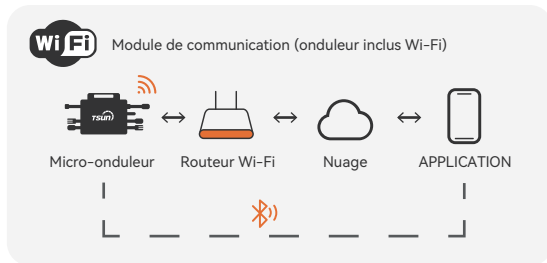 Wi Fi
Module de communication (onduleur inclus Wi-Fi)
TSUN
Micro-onduleur
Routeur Wi-Fi
Nuage
APPLICATION